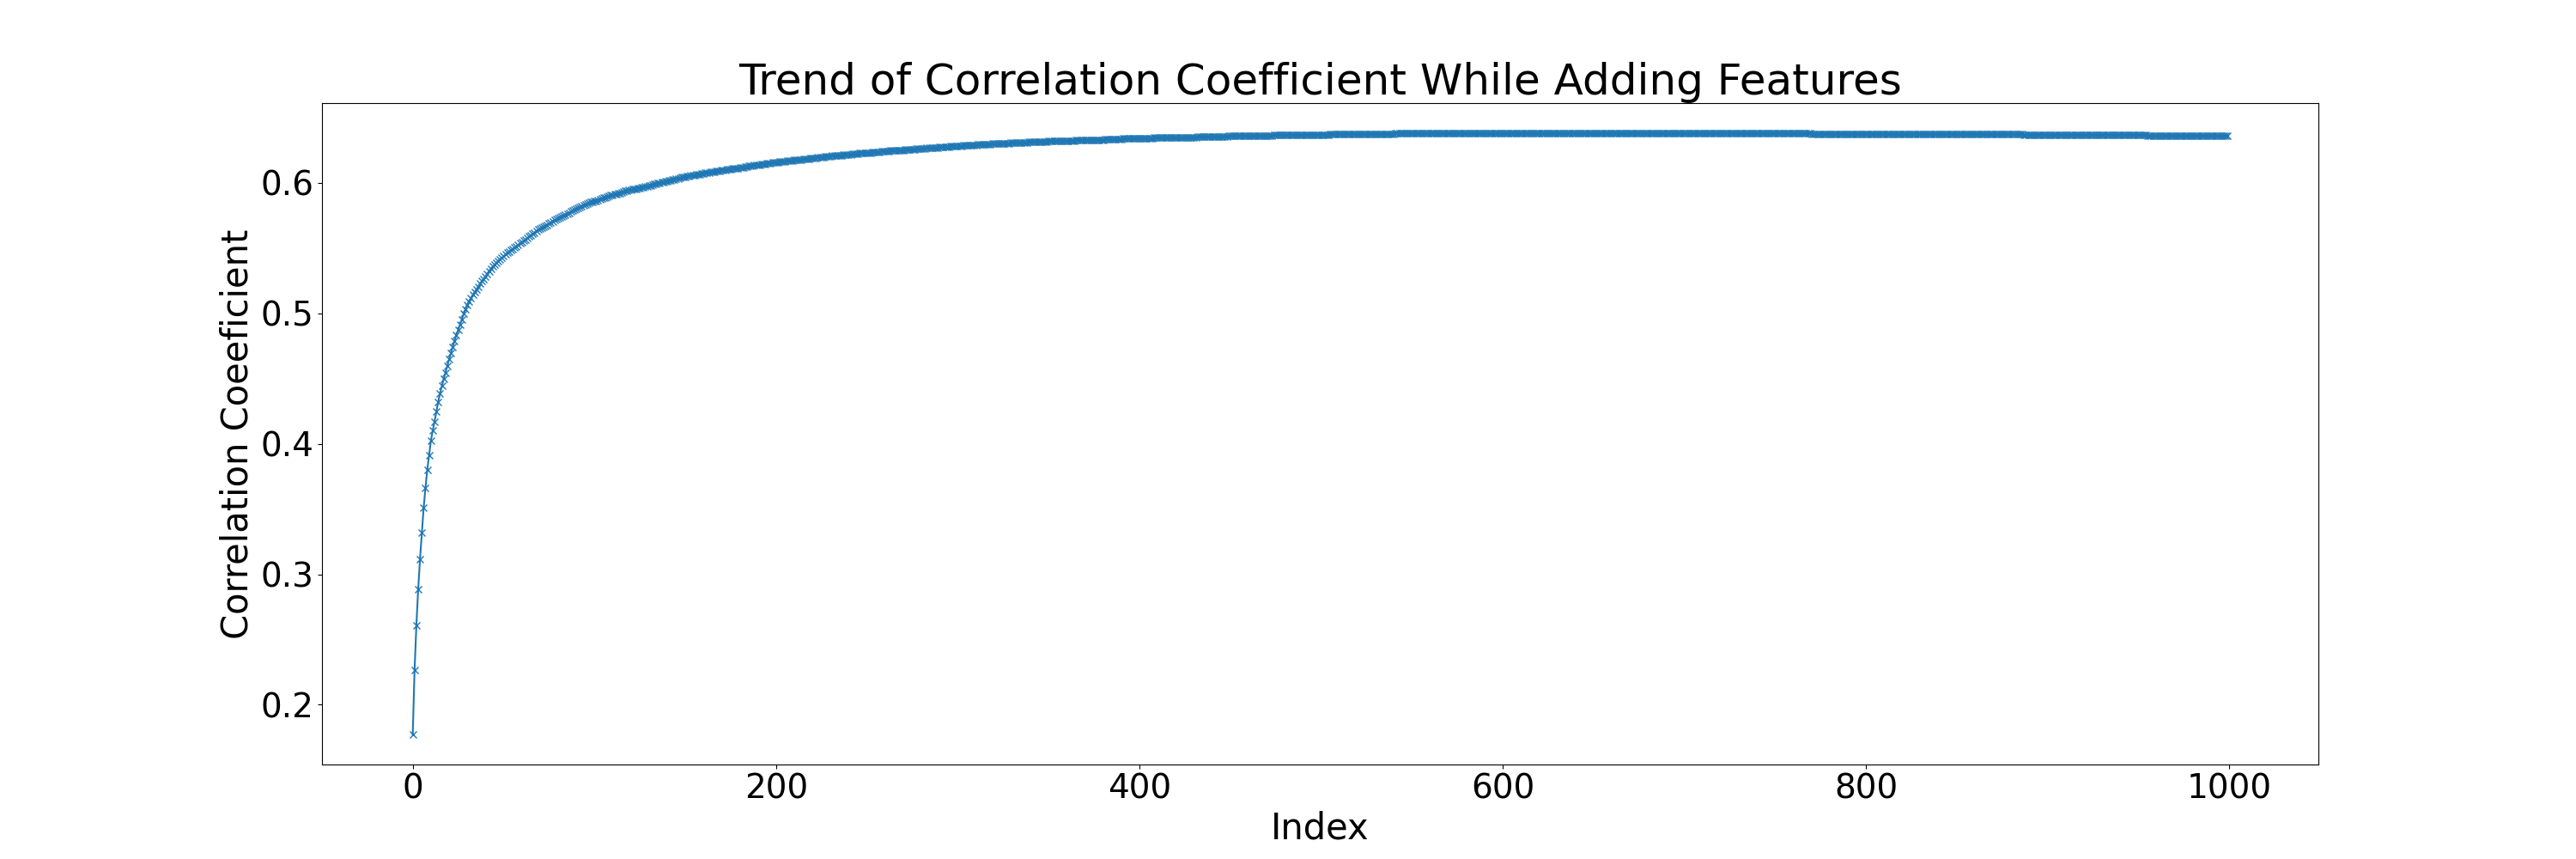 Trend of Correlation Coefficient While Adding Features
Correlation Coeeficient
0.6
0.5
0.4
0.3
0.2
0 200 400 600 800 1000
Index